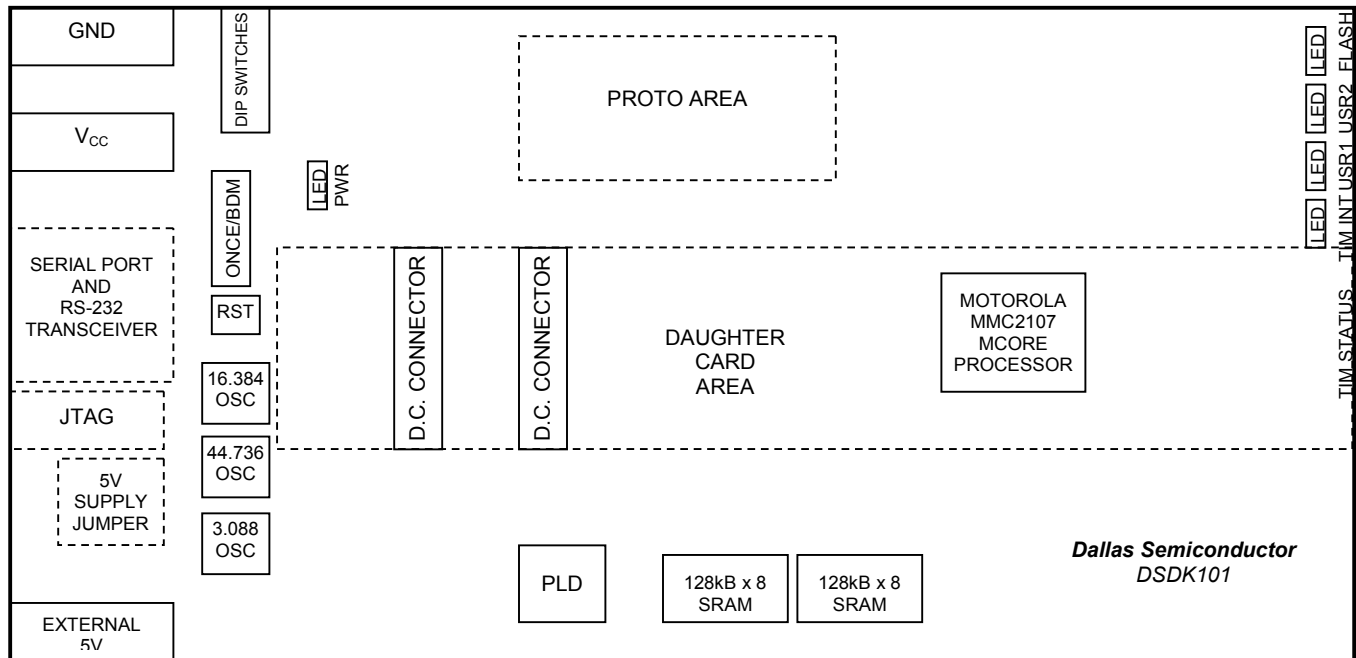 GND
V_CC
SERIAL PORT
AND
RS-232
TRANSCEIVER
JTAG
5V
SUPPLY
JUMPER
EXTERNAL
5V
DIP SWITCHES
ONCE/BDM
RST
16.384
OSC
44.736
OSC
3.088
OSC
LED
PWR
PROTO AREA
D.C. CONNECTOR
D.C. CONNECTOR
DAUGHTER
CARD
AREA
MOTOROLA
MMC2107
MCORE
PROCESSOR
LED
FLASH
LED
USR2
LED
USR1
LED
TIM INT
TIM STATUS
PLD
128kB x 8
SRAM
128kB x 8
SRAM
Dallas Semiconductor
DSDK101